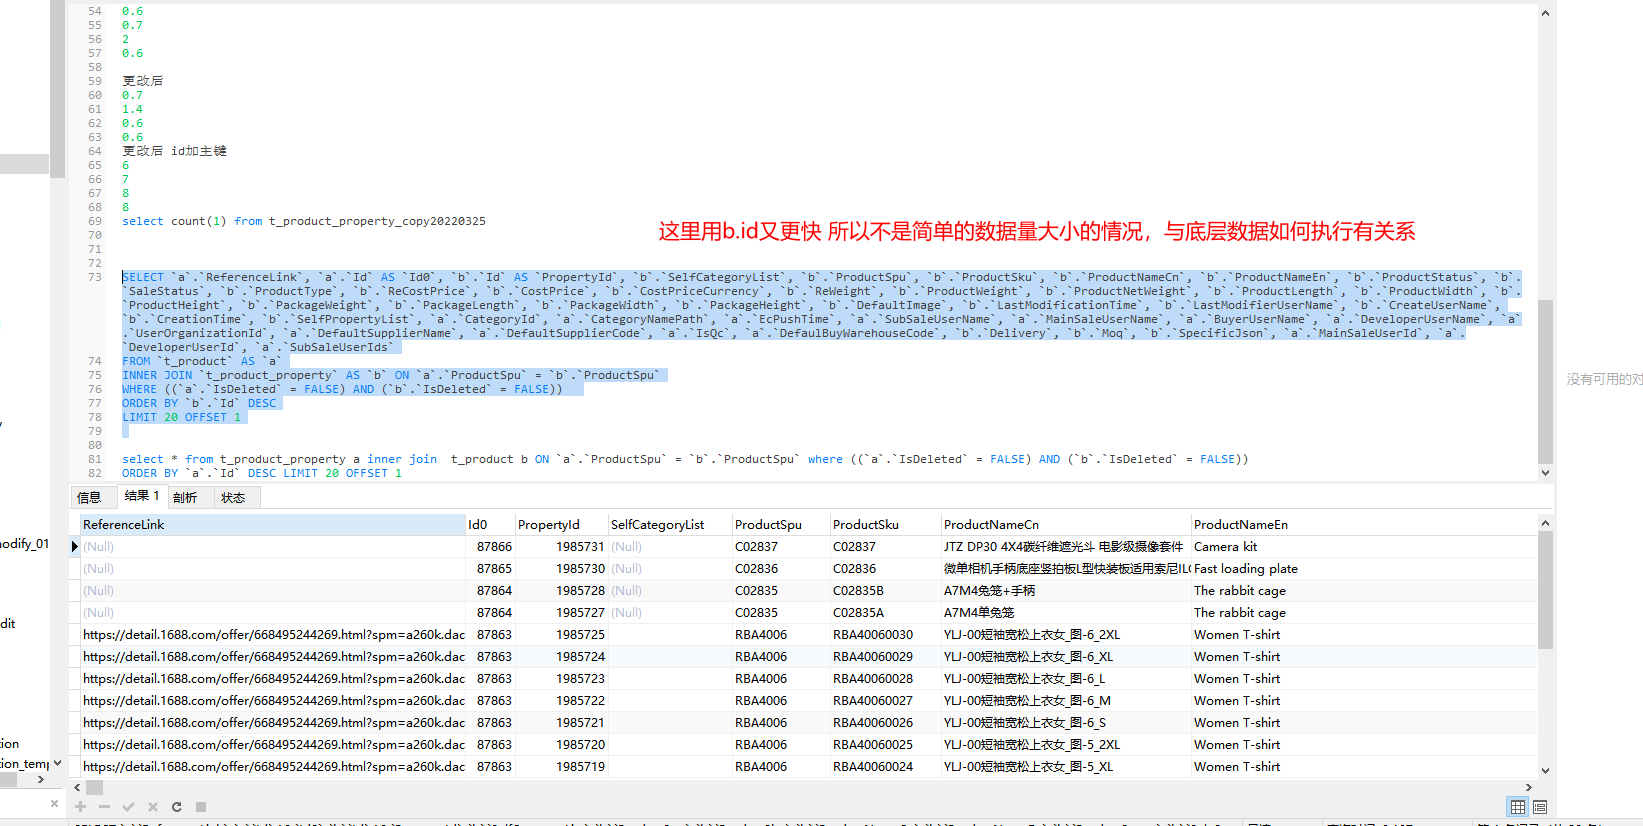 54 0.6
55 0.7
56 2
57 0.6
58
59 更改后
60 0.7
61 1.4
62 0.6
63 0.6
64 更改后 id加主键
65 6
66 7
67 8
68 8
69 select count(1) from t_product_property_copy20220325
70
这里用b.id又更快 所以不是简单的数据量大小的情况，与底层数据如何执行有关系
71
72
73 SELECT `a`.`ReferenceLink`, `a`.`Id` AS `Id0`, `b`.`Id` AS `PropertyId`, `b`.`SelfCategoryList`, `b`.`ProductSpu`, `b`.`ProductSku`, `b`.`ProductNameCn`, `b`.`ProductNameEn`, `b`.`ProductStatus`, `b`.
`SaleStatus`, `b`.`ProductType`, `b`.`ReCostPrice`, `b`.`CostPrice`, `b`.`CostPriceCurrency`, `b`.`ReWeight`, `b`.`ProductWeight`, `b`.`ProductNetWeight`, `b`.`ProductLength`, `b`.`ProductWidth`, `b`.
`ProductHeight`, `b`.`PackageWeight`, `b`.`PackageLength`, `b`.`PackageWidth`, `b`.`PackageHeight`, `b`.`DefaultImage`, `b`.`LastModificationTime`, `b`.`LastModifierUserName`, `b`.`CreateUserName`,
`b`.`CreationTime`, `b`.`SelfPropertyList`, `a`.`CategoryId`, `a`.`CategoryNamePath`, `a`.`EcPushTime`, `a`.`SubSaleUserName`, `a`.`MainSaleUserName`, `a`.`BuyerUserName`, `a`.`DeveloperUserName`, `a`
.`UserOrganizationId`, `a`.`DefaultSupplierName`, `a`.`DefaultSupplierCode`, `a`.`IsQc`, `a`.`DefaulBuyWarehouseCode`, `b`.`Delivery`, `b`.`Moq`, `b`.`SpecificJson`, `a`.`MainSaleUserId`, `a`.
`DeveloperUserId`, `a`.`SubSaleUserIds`
74 FROM `t_product` AS `a`
75 INNER JOIN `t_product_property` AS `b` ON `a`.`ProductSpu` = `b`.`ProductSpu`
76 WHERE ((`a`.`IsDeleted` = FALSE) AND (`b`.`IsDeleted` = FALSE))
77 ORDER BY `b`.`Id` DESC
78 LIMIT 20 OFFSET 1
79
80
81 select * from t_product_property a inner join  t_product b ON `a`.`ProductSpu` = `b`.`ProductSpu` where ((`a`.`IsDeleted` = FALSE) AND (`b`.`IsDeleted` = FALSE))
82 ORDER BY `a`.`Id` DESC LIMIT 20 OFFSET 1
没有可用的对
信息 结果 1 剖析 状态
ReferenceLink Id0 PropertyId SelfCategoryList ProductSpu ProductSku ProductNameCn ProductNameEn
(Null) 87866 1985731 (Null) C02837 C02837 JTZ DP30 4X4碳纤维遮光斗 电影级摄像套件 Camera kit
(Null) 87865 1985730 (Null) C02836 C02836 微单相机手柄底座竖拍板L型快装板适用索尼IL Fast loading plate
(Null) 87864 1985728 (Null) C02835 C02835B A7M4兔笼+手柄 The rabbit cage
(Null) 87864 1985727 (Null) C02835 C02835A A7M4单兔笼 The rabbit cage
https://detail.1688.com/offer/668495244269.html?spm=a260k.dac 87863 1985725 RBA4006 RBA40060030 YLJ-00短袖宽松上衣女_图-6_2XL Women T-shirt
https://detail.1688.com/offer/668495244269.html?spm=a260k.dac 87863 1985724 RBA4006 RBA40060029 YLJ-00短袖宽松上衣女_图-6_XL Women T-shirt
https://detail.1688.com/offer/668495244269.html?spm=a260k.dac 87863 1985723 RBA4006 RBA40060028 YLJ-00短袖宽松上衣女_图-6_L Women T-shirt
https://detail.1688.com/offer/668495244269.html?spm=a260k.dac 87863 1985722 RBA4006 RBA40060027 YLJ-00短袖宽松上衣女_图-6_M Women T-shirt
https://detail.1688.com/offer/668495244269.html?spm=a260k.dac 87863 1985721 RBA4006 RBA40060026 YLJ-00短袖宽松上衣女_图-6_S Women T-shirt
https://detail.1688.com/offer/668495244269.html?spm=a260k.dac 87863 1985720 RBA4006 RBA40060025 YLJ-00短袖宽松上衣女_图-5_2XL Women T-shirt
https://detail.1688.com/offer/668495244269.html?spm=a260k.dac 87863 1985719 RBA4006 RBA40060024 YLJ-00短袖宽松上衣女_图-5_XL Women T-shirt
odify_01
dit
ion
tion_temp